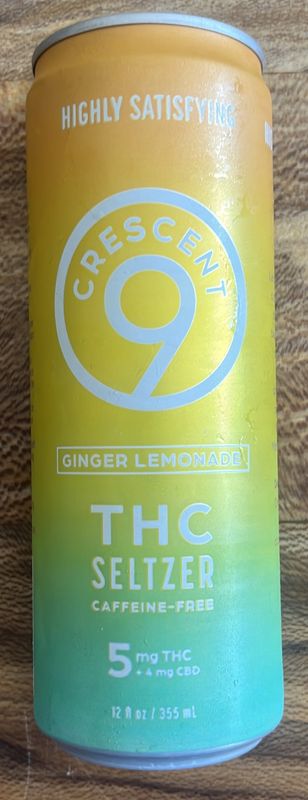 HIGHLY SATISFYING
CRESCENT
9
GINGER LEMONADE
THC
SELTZER
CAFFEINE-FREE
5 mg THC
+ 4 mg CBD
12 fl oz / 355 mL